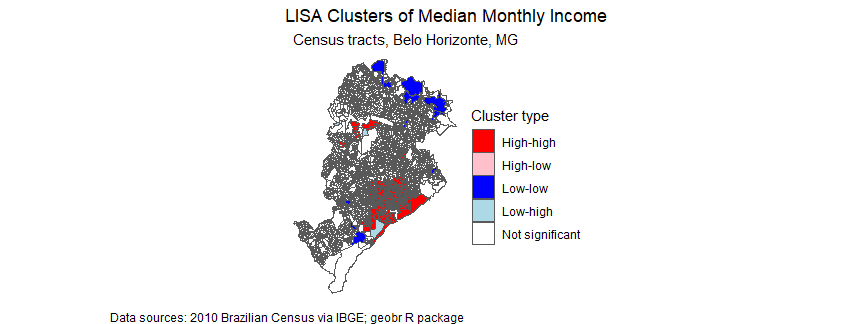 LISA Clusters of Median Monthly Income
Census tracts, Belo Horizonte, MG
Cluster type
High-high
High-low
Low-low
Low-high
Not significant
Data sources: 2010 Brazilian Census via IBGE; geobr R package